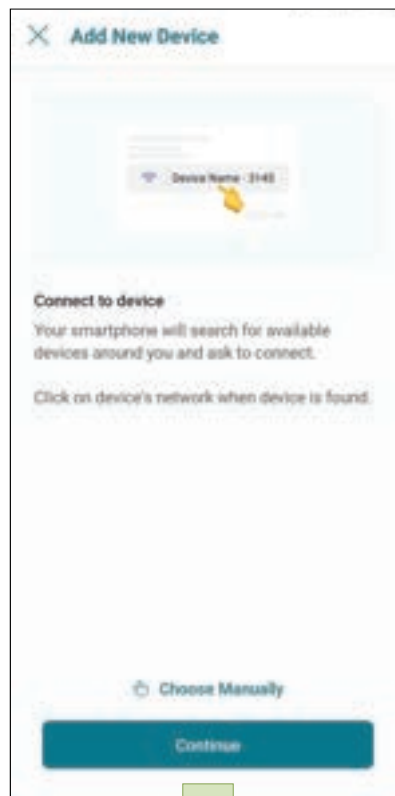 Add New Device
Device Name - 3145
Connect to device
Your smartphone will search for available
devices around you and ask to connect.
Click on device's network when device is found.
Choose Manually
Continue